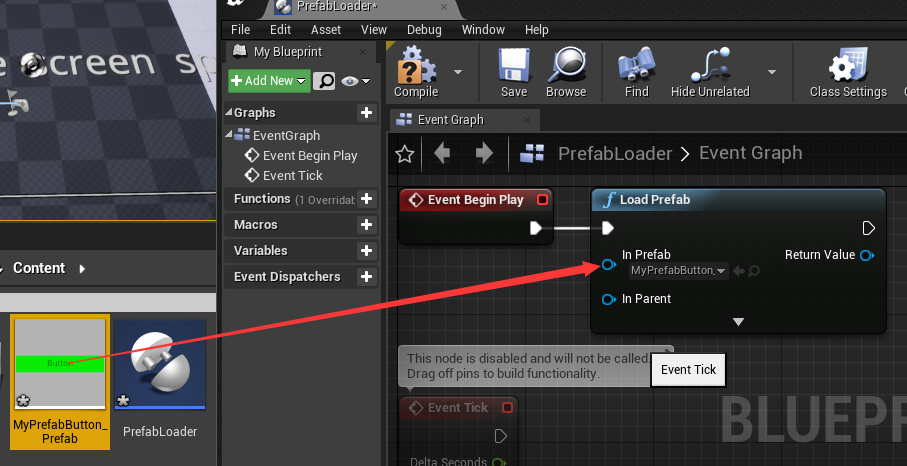 PrefabLoader*
File Edit Asset View Debug Window Help
e Screen sp
My Blueprint
Add New
Compile
Save
Browse
Find
Hide Unrelated
Class Settings
Graphs
EventGraph
Event Begin Play
Event Tick
Functions (1 Overridab
Macros
Variables
Event Dispatchers
Event Graph
PrefabLoader > Event Graph
Event Begin Play
Load Prefab
In Prefab
MyPrefabButton_
Return Value
In Parent
This node is disabled and will not be called.
Drag off pins to build functionality.
Event Tick
Event Tick
Delta Seconds
BLUEPR
Content
Button
MyPrefabButton_
Prefab
PrefabLoader